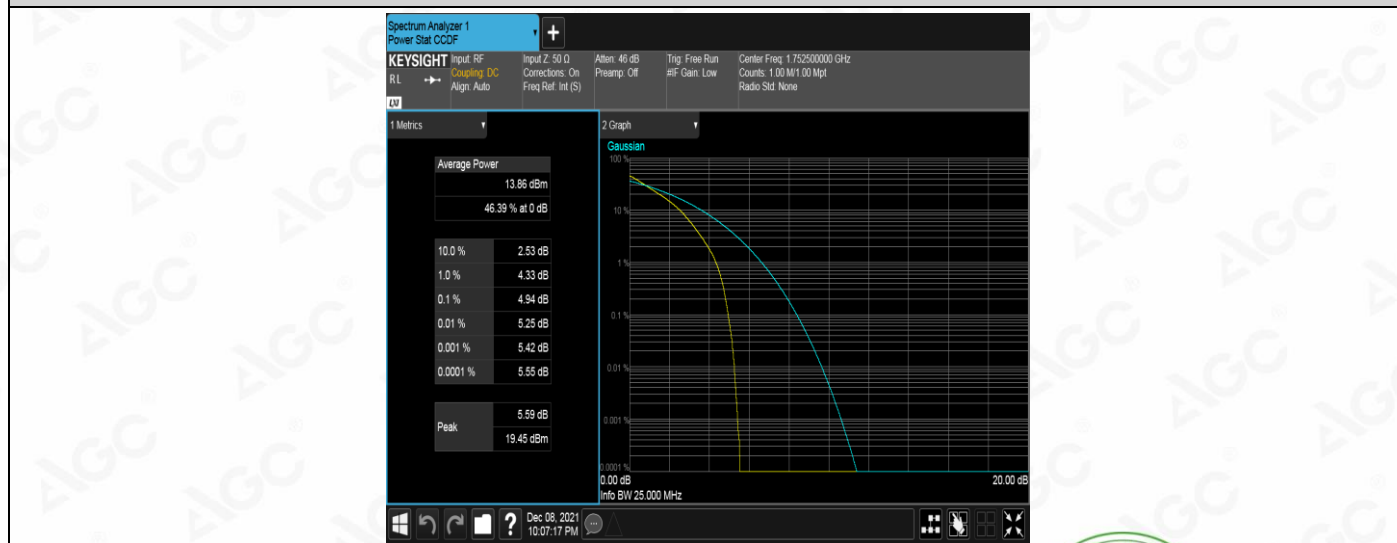 Spectrum Analyzer 1
Power Stat CCDF
+
KEYSIGHT
Input: RF
Coupling: DC
Align: Auto
Input Z: 50 Ω
Corrections: On
Freq Ref: Int (S)
Atten: 46 dB
Preamp: Off
Trig: Free Run
#IF Gain: Low
Center Freq: 1.752500000 GHz
Counts: 1.00 M/1.00 Mpt
Radio Std: None
RL
LXI
1 Metrics
Average Power
13.86 dBm
46.39 % at 0 dB
10.0 % 2.53 dB
1.0 % 4.33 dB
0.1 % 4.94 dB
0.01 % 5.25 dB
0.001 % 5.42 dB
0.0001 % 5.55 dB
Peak
5.59 dB
19.45 dBm
2 Graph
Gaussian
100 %
10 %
1 %
0.1 %
0.01 %
0.001 %
0.0001 %
0.00 dB
20.00 dB
Info BW 25.000 MHz
?
Dec 08, 2021
10:07:17 PM
AGC